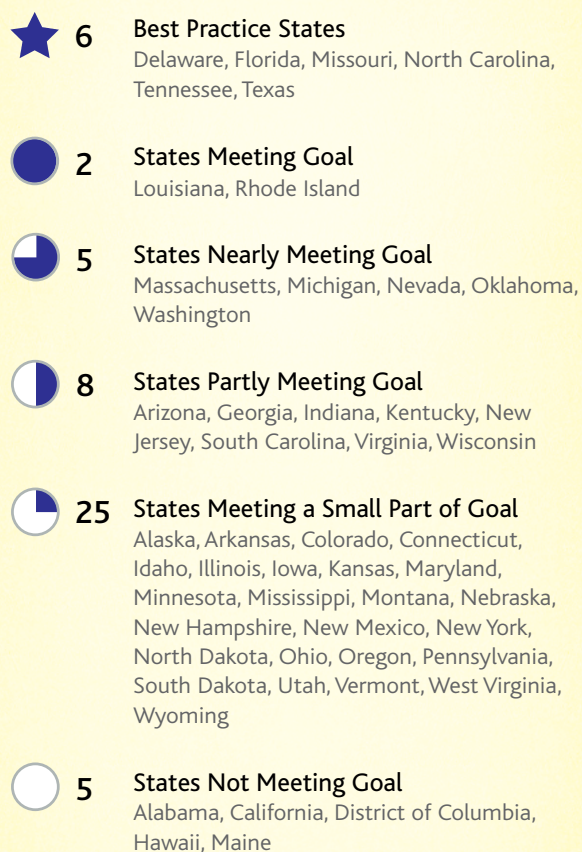 6 Best Practice States
Delaware, Florida, Missouri, North Carolina,
Tennessee, Texas
2 States Meeting Goal
Louisiana, Rhode Island
5 States Nearly Meeting Goal
Massachusetts, Michigan, Nevada, Oklahoma,
Washington
8 States Partly Meeting Goal
Arizona, Georgia, Indiana, Kentucky, New
Jersey, South Carolina, Virginia, Wisconsin
25 States Meeting a Small Part of Goal
Alaska, Arkansas, Colorado, Connecticut,
Idaho, Illinois, Iowa, Kansas, Maryland,
Minnesota, Mississippi, Montana, Nebraska,
New Hampshire, New Mexico, New York,
North Dakota, Ohio, Oregon, Pennsylvania,
South Dakota, Utah, Vermont, West Virginia,
Wyoming
5 States Not Meeting Goal
Alabama, California, District of Columbia,
Hawaii, Maine